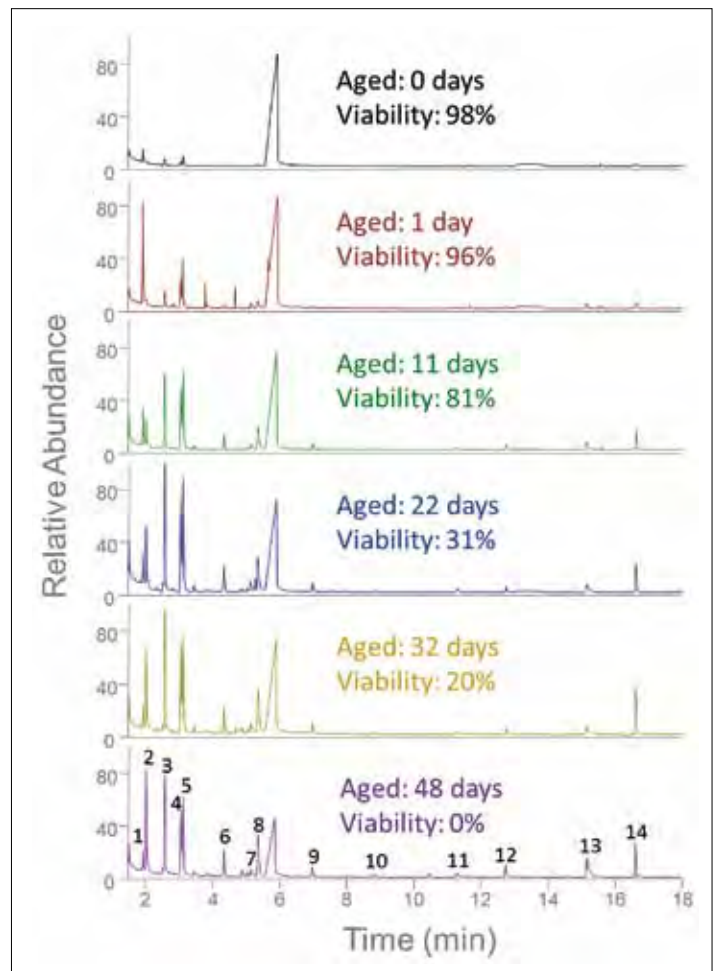 Relative Abundance
80
40
0
Aged: 0 days
Viability: 98%
80
40
0
Aged: 1 day
Viability: 96%
80
40
0
Aged: 11 days
Viability: 81%
80
40
0
Aged: 22 days
Viability: 31%
80
40
0
Aged: 32 days
Viability: 20%
80
40
0
Aged: 48 days
Viability: 0%
1 2 3 4 5 6 7 8 9 10 11 12 13 14
2 4 6 8 10 12 14 16 18
Time (min)